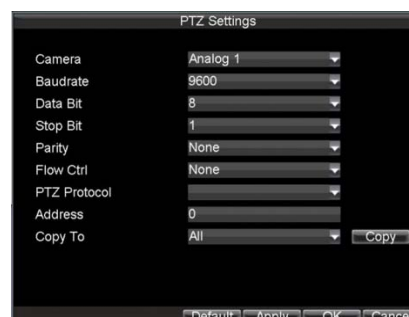 PTZ Settings
Camera Analog 1
Baudrate 9600
Data Bit 8
Stop Bit 1
Parity None
Flow Ctrl None
PTZ Protocol
Address 0
Copy To All Copy
Default Apply OK Cance